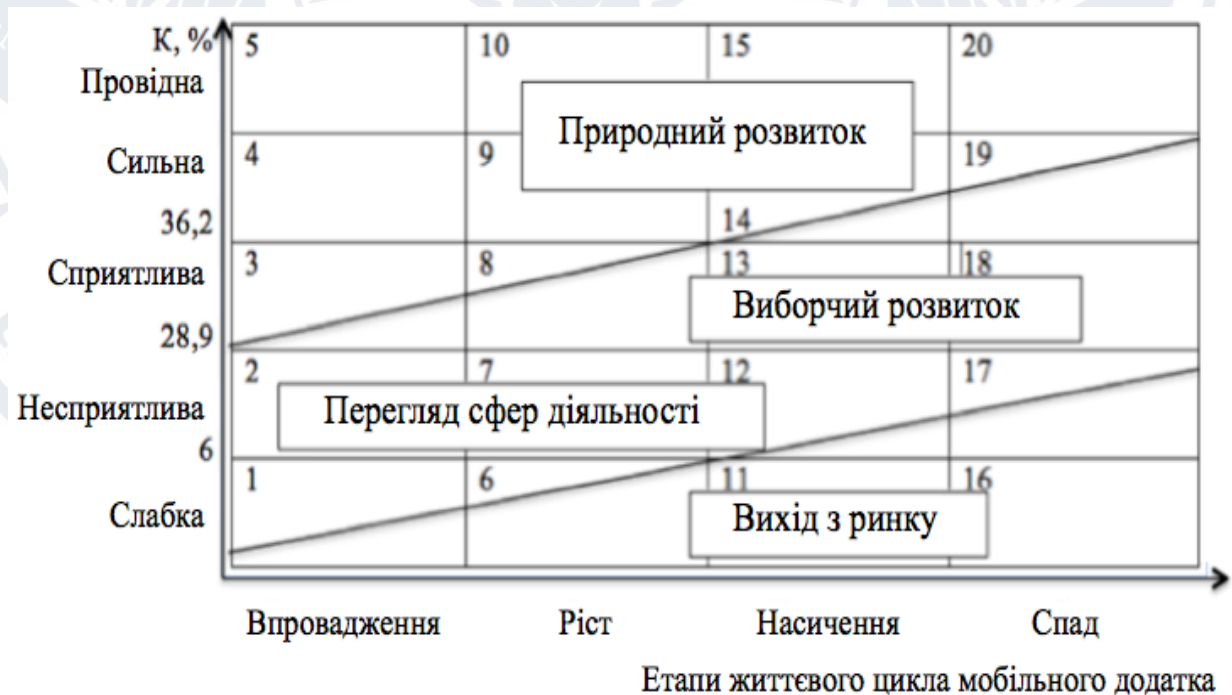 К, %
5 10 15 20
Провідна
Природний розвиток
Сильна
4 9 19
36,2
14
Сприятлива
3 8 13 18
Виборчий розвиток
28,9
2 7 12 17
Несприятлива
Перегляд сфер діяльності
6
1 6 11 16
Слабка
Вихід з ринку
Впровадження Ріст Насичення Спад
Етапи життєвого цикла мобільного додатка